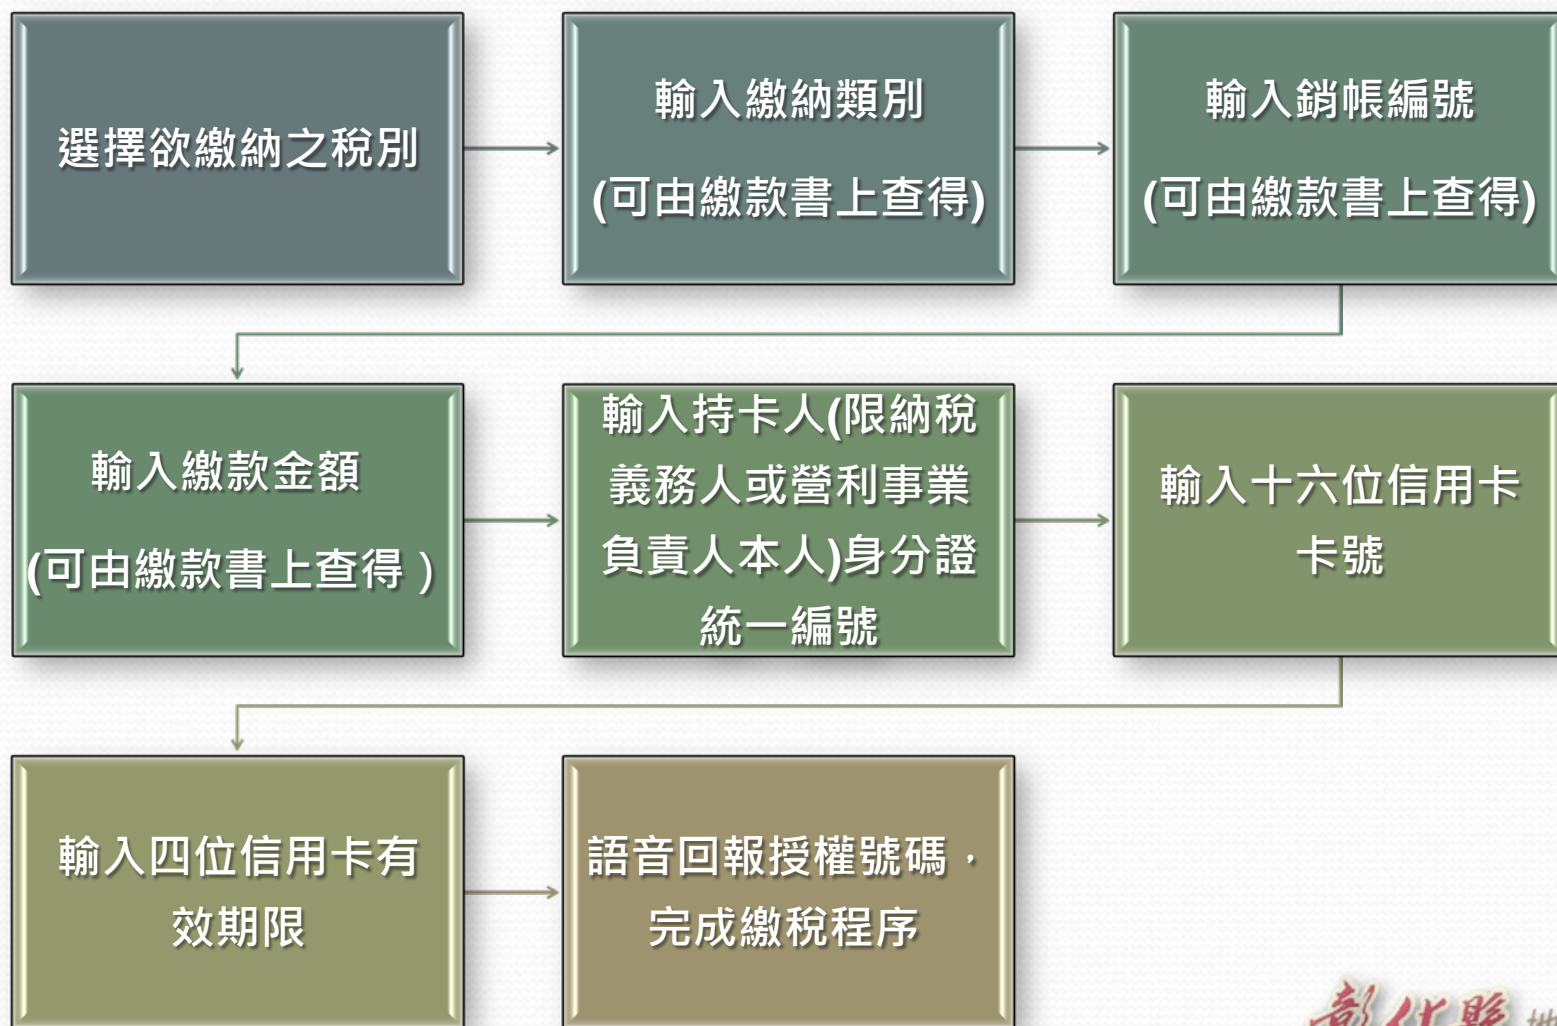 選擇欲繳納之稅別
輸入繳納類別
(可由繳款書上查得)
輸入銷帳編號
(可由繳款書上查得)
輸入繳款金額
(可由繳款書上查得)
輸入持卡人(限納稅
義務人或營利事業
負責人本人)身分證
統一編號
輸入十六位信用卡
卡號
輸入四位信用卡有
效期限
語音回報授權號碼，
完成繳稅程序
彰化縣